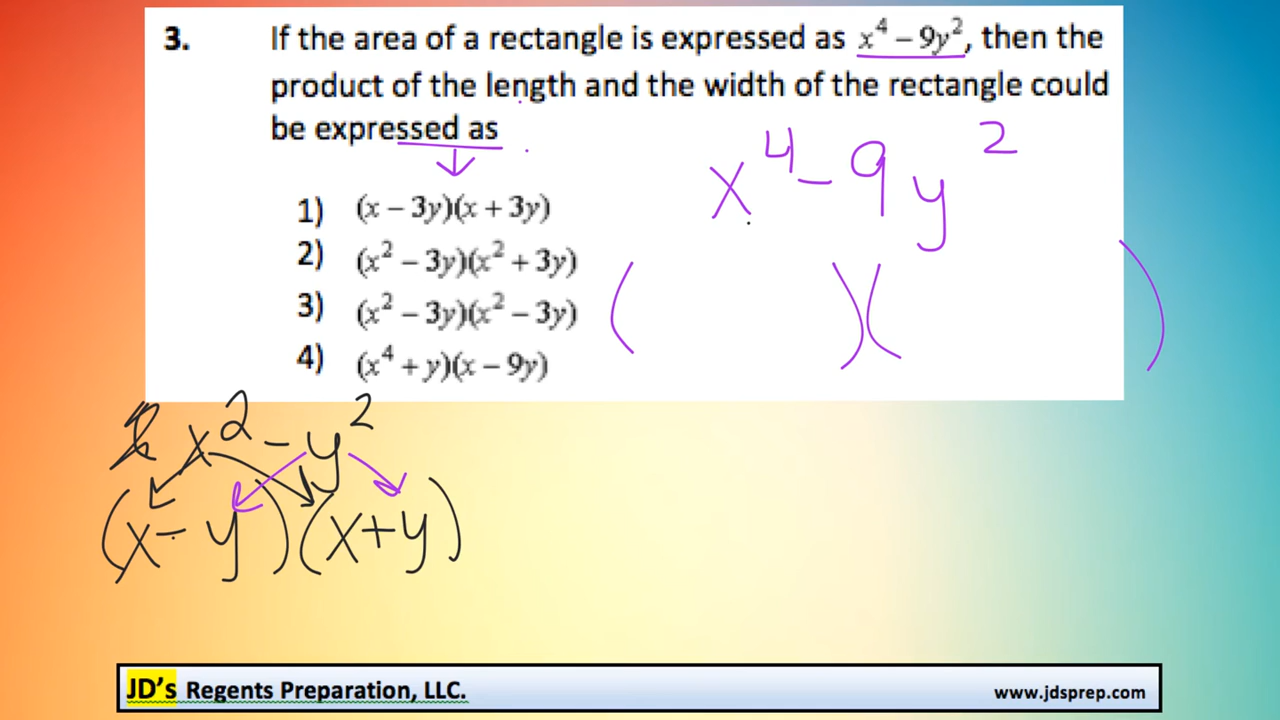 3. If the area of a rectangle is expressed as x⁴ − 9y², then the
product of the length and the width of the rectangle could
be expressed as
x⁴ − 9y²
1) (x − 3y)(x + 3y)
2) (x² − 3y)(x² + 3y)
3) (x² − 3y)(x² − 3y)
( )( )
4) (x⁴ + y)(x − 9y)
x² − y²
(x − y)(x + y)
JD's Regents Preparation, LLC.
www.jdsprep.com